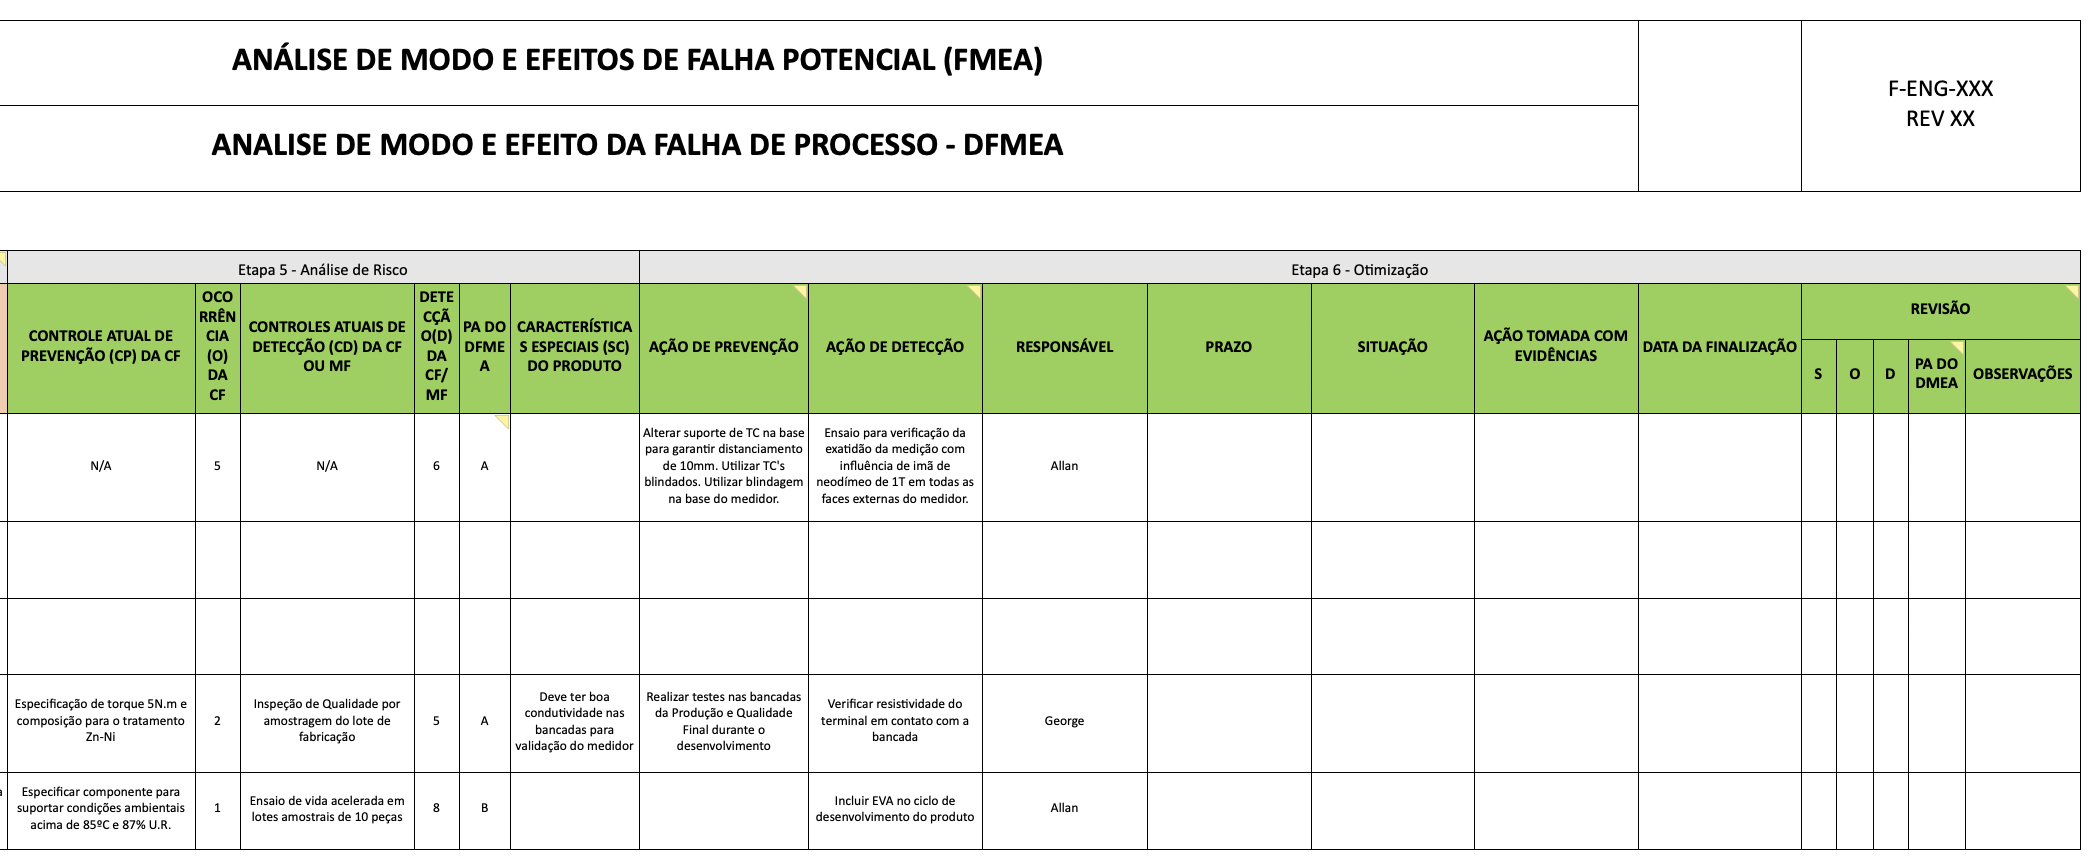 ANÁLISE DE MODO E EFEITOS DE FALHA POTENCIAL (FMEA)
F-ENG-XXX
REV XX
ANALISE DE MODO E EFEITO DA FALHA DE PROCESSO - DFMEA
Etapa 5 - Análise de Risco
Etapa 6 - Otimização
CONTROLE ATUAL DE
PREVENÇÃO (CP) DA CF
OCO
RRÊN
CIA
(O)
DA
CF
CONTROLES ATUAIS DE
DETECÇÃO (CD) DA CF
OU MF
DETE
CÇÃ
O(D)
DA
CF/
MF
PA DO
DFME
A
CARACTERÍSTICA
S ESPECIAIS (SC)
DO PRODUTO
AÇÃO DE PREVENÇÃO
AÇÃO DE DETECÇÃO
RESPONSÁVEL
PRAZO
SITUAÇÃO
AÇÃO TOMADA COM
EVIDÊNCIAS
DATA DA FINALIZAÇÃO
REVISÃO
S
O
D
PA DO
DMEA
OBSERVAÇÕES
N/A
5
N/A
6
A
Alterar suporte de TC na base
para garantir distanciamento
de 10mm. Utilizar TC's
blindados. Utilizar blindagem
na base do medidor.
Ensaio para verificação da
exatidão da medição com
influência de imã de
neodímeo de 1T em todas as
faces externas do medidor.
Allan
Especificação de torque 5N.m e
composição para o tratamento
Zn-Ni
2
Inspeção de Qualidade por
amostragem do lote de
fabricação
5
A
Deve ter boa
condutividade nas
bancadas para
validação do medidor
Realizar testes nas bancadas
da Produção e Qualidade
Final durante o
desenvolvimento
Verificar resistividade do
terminal em contato com a
bancada
George
a
Especificar componente para
suportar condições ambientais
acima de 85ºC e 87% U.R.
1
Ensaio de vida acelerada em
lotes amostrais de 10 peças
8
B
Incluir EVA no ciclo de
desenvolvimento do produto
Allan